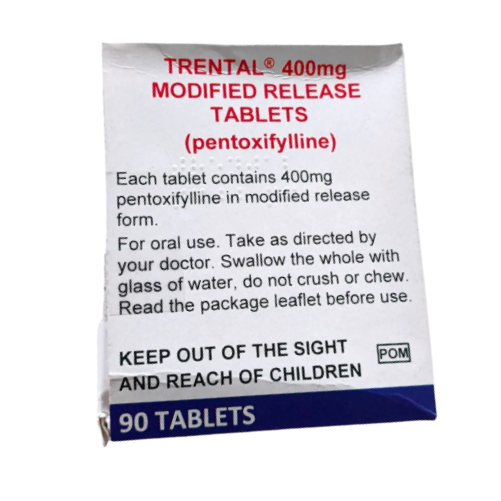 TRENTAL® 400mg
MODIFIED RELEASE
TABLETS
(pentoxifylline)
Each tablet contains 400mg
pentoxifylline in modified release
form.
For oral use. Take as directed by
your doctor. Swallow the whole with
glass of water, do not crush or chew.
Read the package leaflet before use.
KEEP OUT OF THE SIGHT
AND REACH OF CHILDREN
POM
90 TABLETS